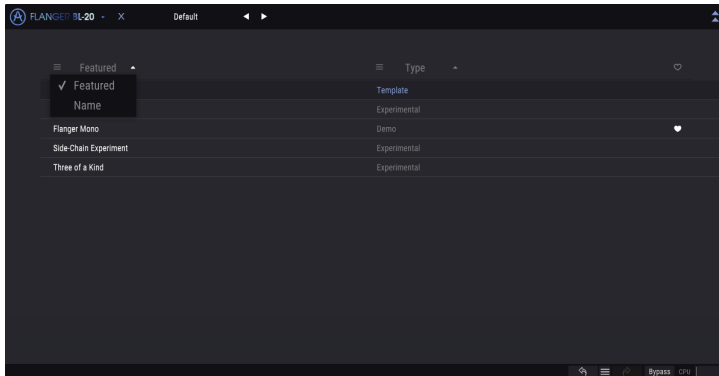 FLANGER BL-20 X Default
Featured Type
Featured Template
Name Experimental
Flanger Mono Demo
Side-Chain Experiment Experimental
Three of a Kind Experimental
Bypass CPU